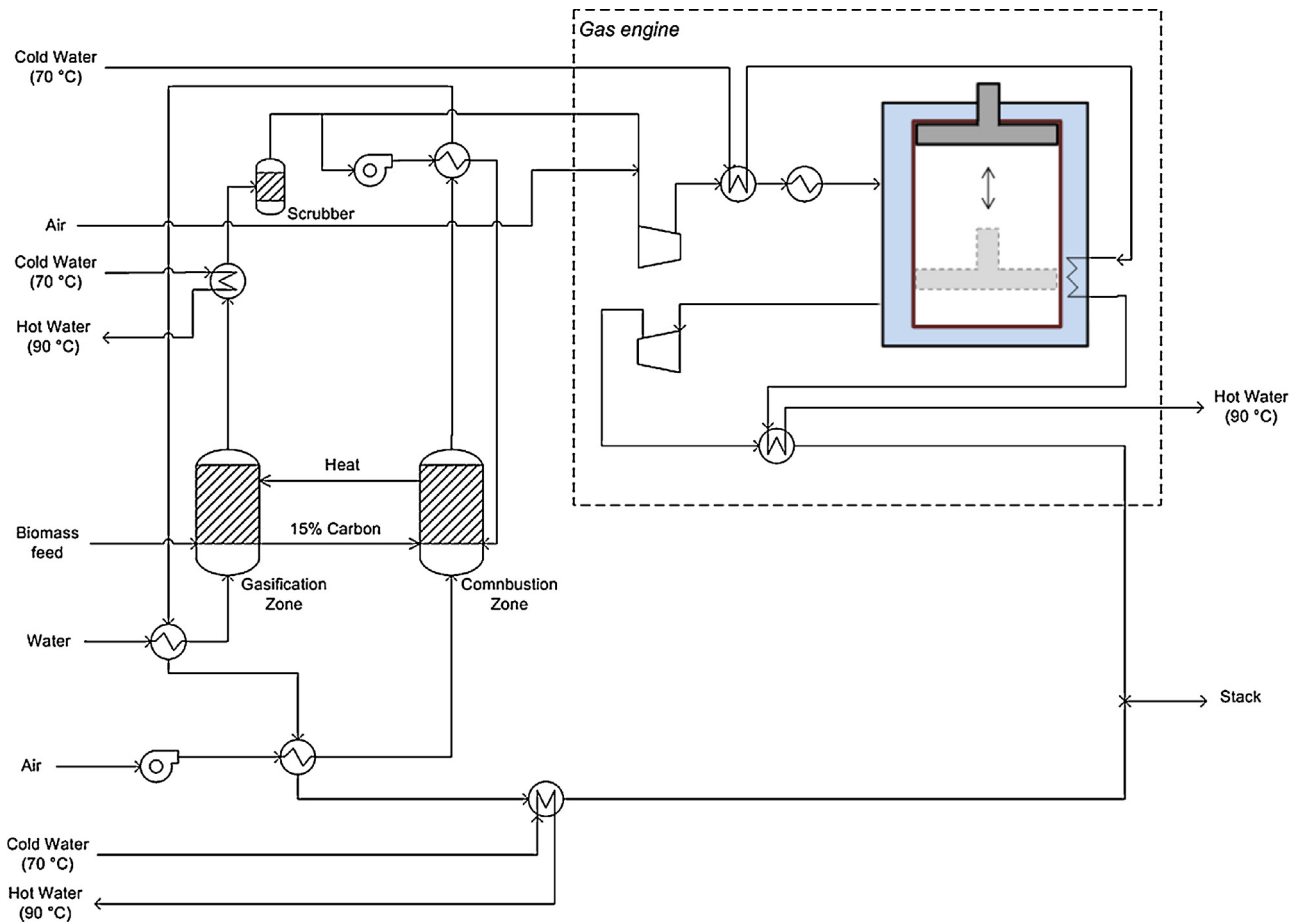 Gas engine
Cold Water
(70 °C)
Scrubber
Air
Cold Water
(70 °C)
Hot Water
(90 °C)
Hot Water
(90 °C)
Heat
15% Carbon
Biomass
feed
Gasification
Zone
Comnbustion
Zone
Water
Stack
Air
Cold Water
(70 °C)
Hot Water
(90 °C)